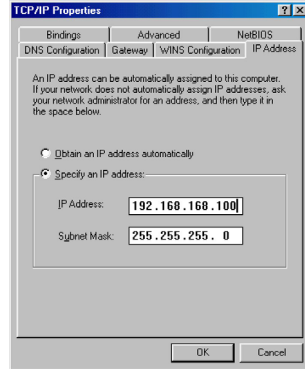 TCP/IP Properties
Bindings Advanced NetBIOS
DNS Configuration Gateway WINS Configuration IP Address
An IP address can be automatically assigned to this computer.
If your network does not automatically assign IP addresses, ask
your network administrator for an address, and then type it in
the space below.
Obtain an IP address automatically
Specify an IP address:
IP Address: 192.168.168.100
Subnet Mask: 255.255.255. 0
OK Cancel